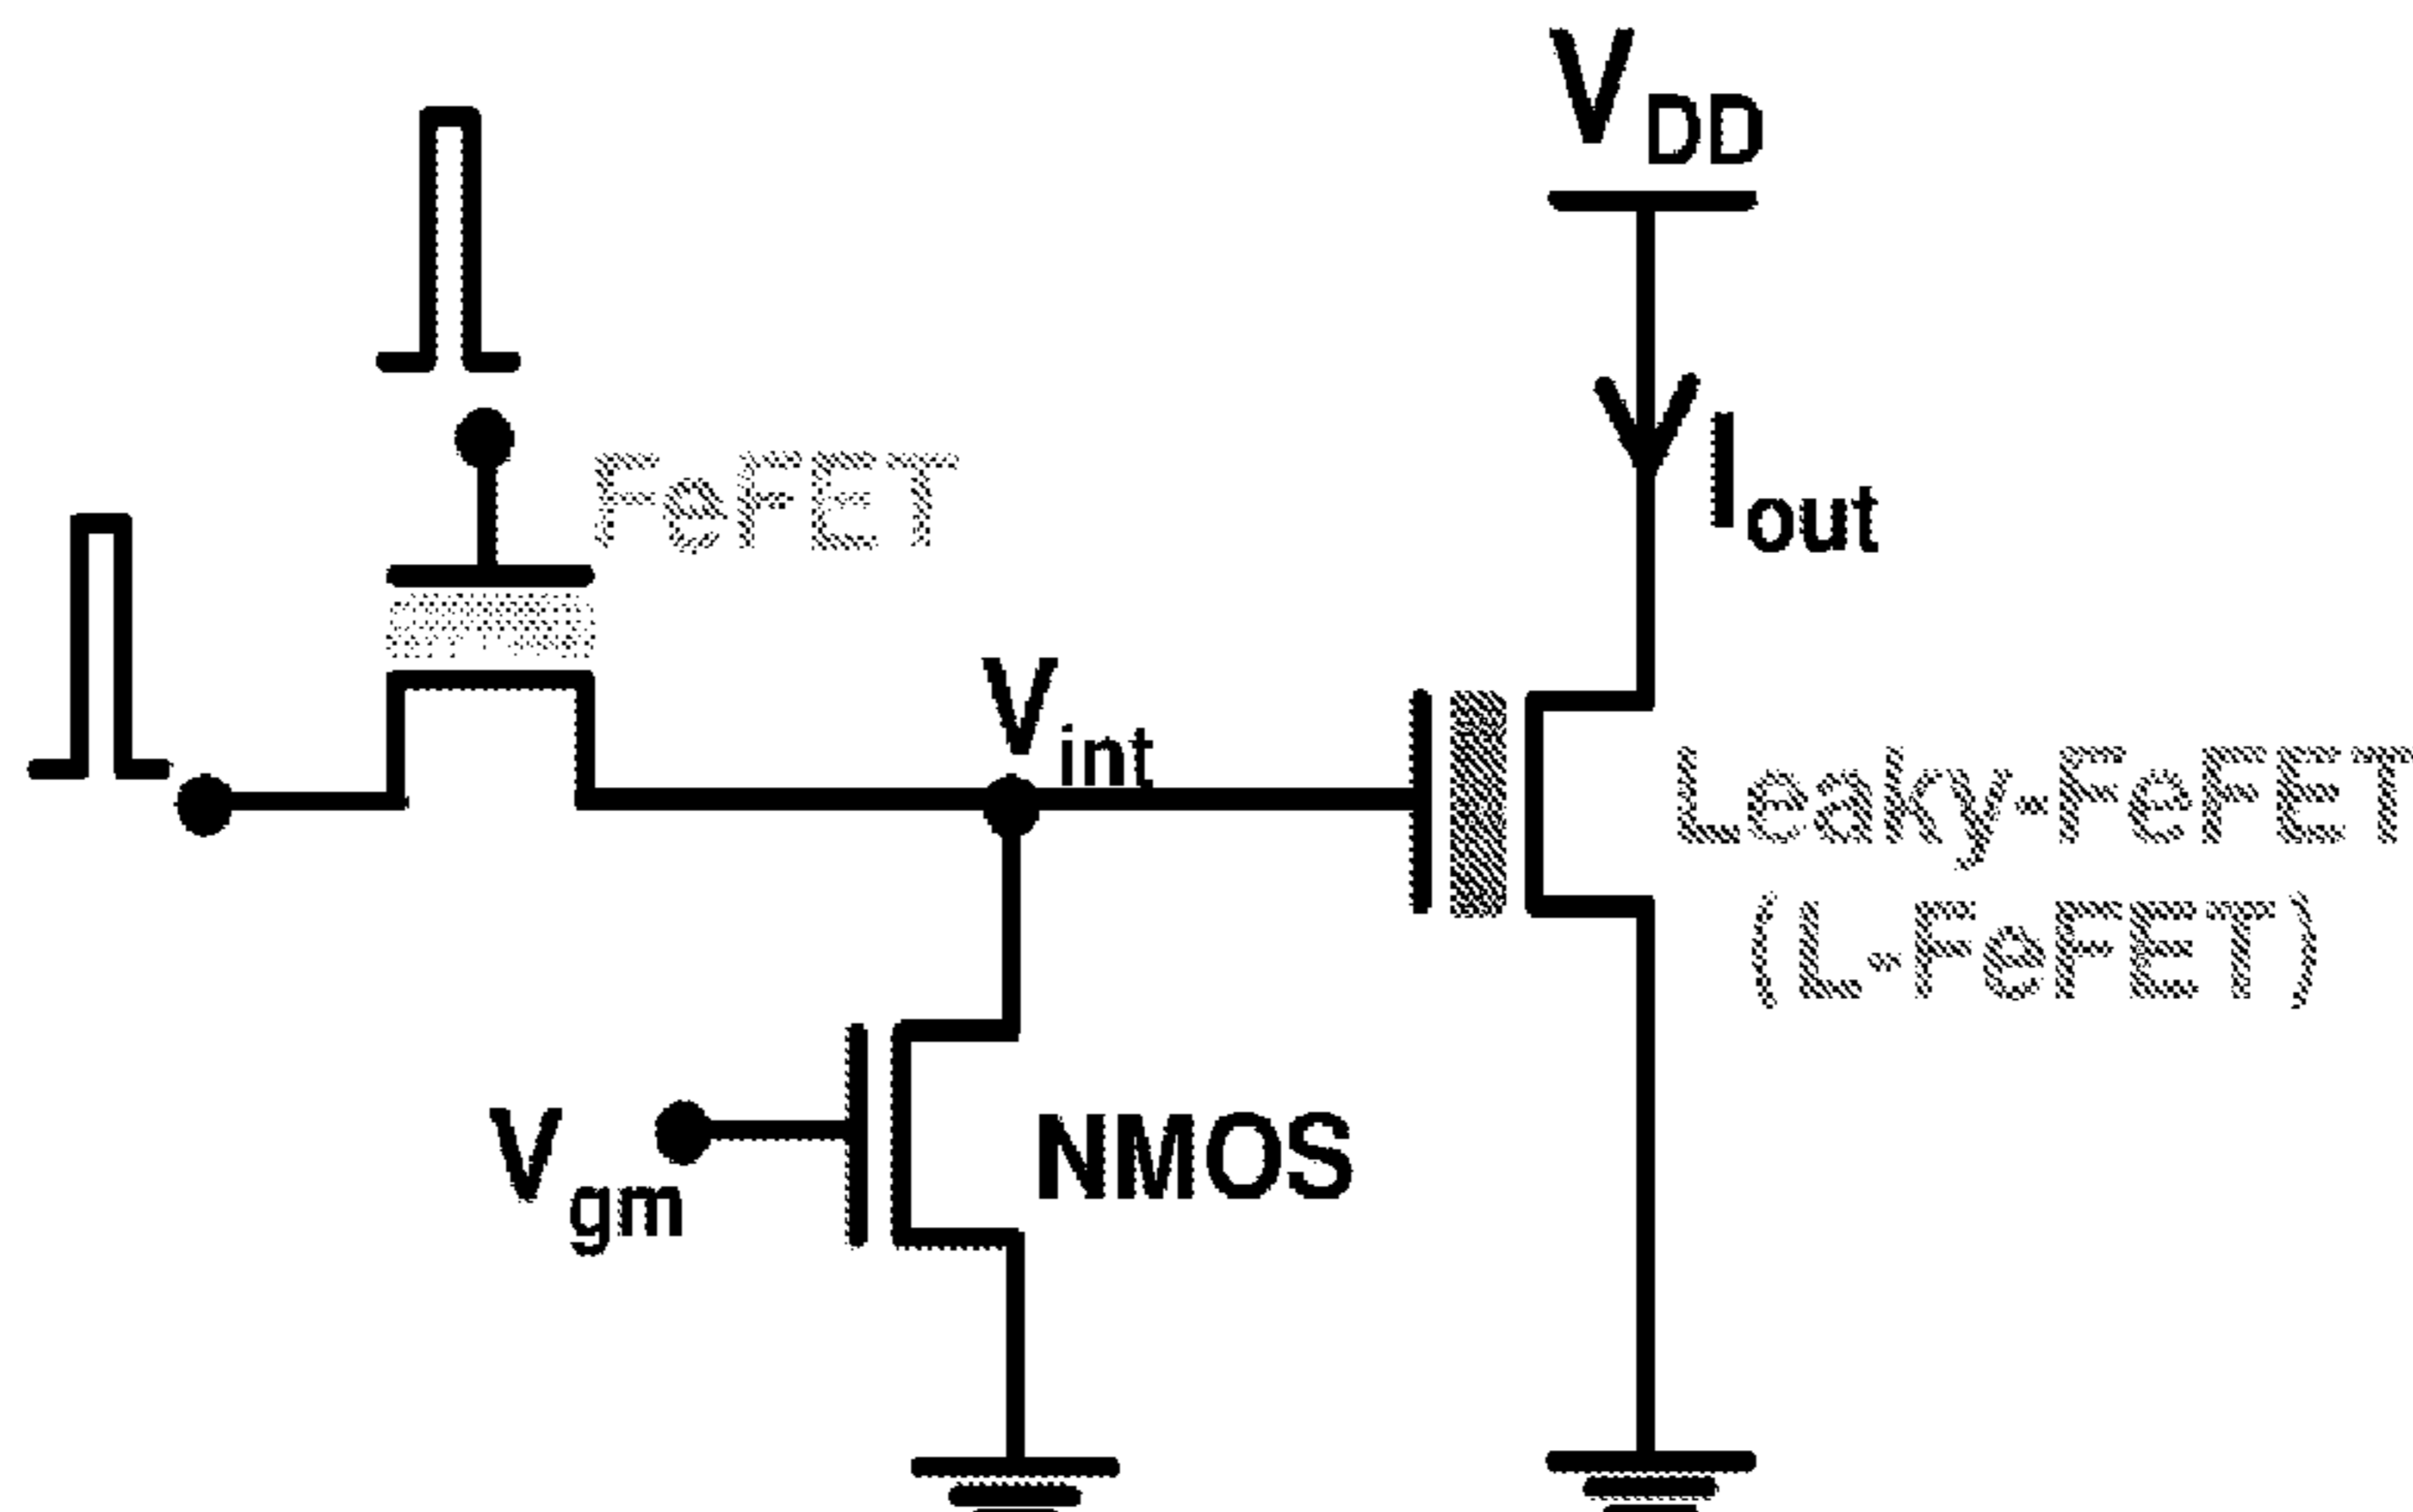 VDD
FeFET
Iout
Vint
Leaky-FeFET
(L-FeFET)
Vgm
NMOS